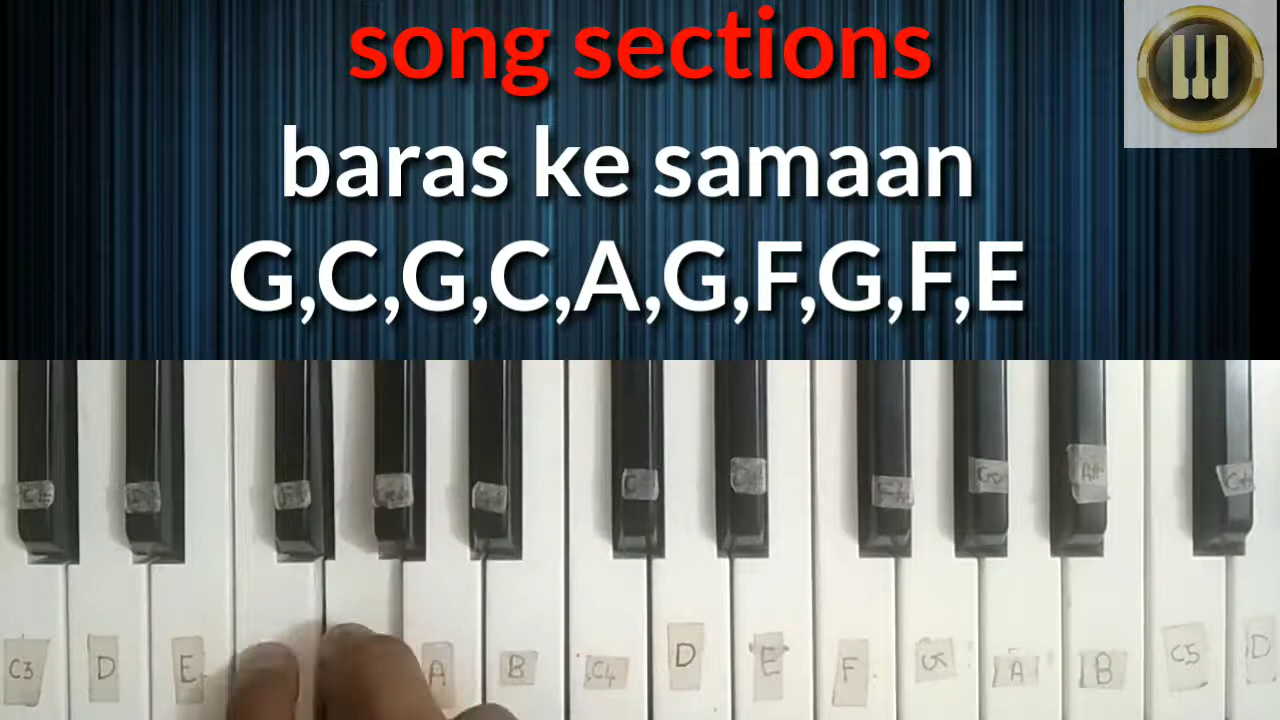 song sections
baras ke samaan
G,C,G,C,A,G,F,G,F,E
C# F# C# C#
C3 D E A B C4 D E F G A B C5 D